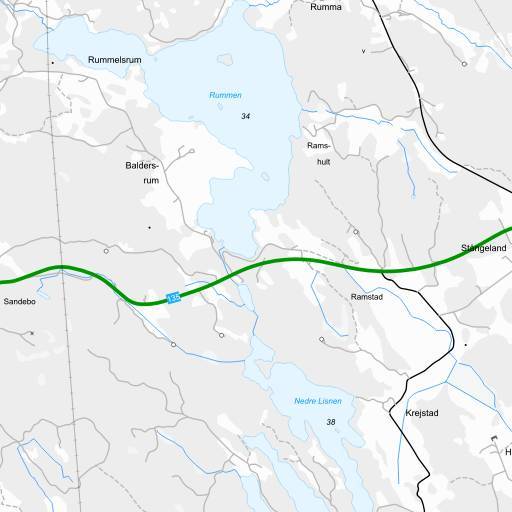 Rumma
Rummelsrum
Rummen
34
Rams-
hult
Balders-
rum
Stångeland
135
Sandebo
Ramstad
Nedre Lisnen
38
Krejstad
H